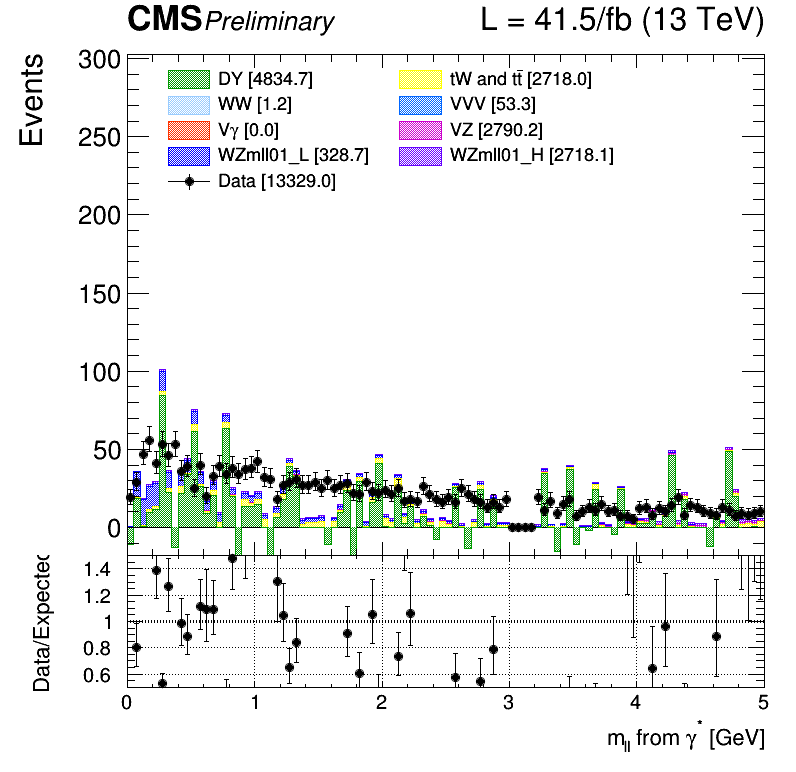 CMS Preliminary L = 41.5/fb (13 TeV)
Events
300
250
200
150
100
50
0
DY [4834.7] tW and tt̄ [2718.0]
WW [1.2] VVV [53.3]
Vγ [0.0] VZ [2790.2]
WZmll01_L [328.7] WZmll01_H [2718.1]
Data [13329.0]
Data/Expected
1.4
1.2
1
0.8
0.6
0 1 2 3 4 5
m_ll from γ* [GeV]